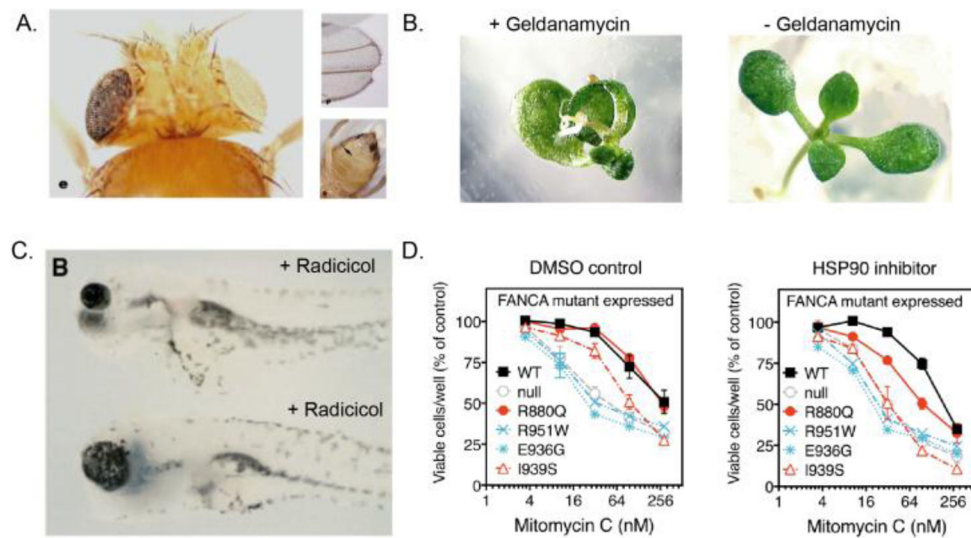 A.
e
B.
+ Geldanamycin
- Geldanamycin
C.
B
+ Radicicol
+ Radicicol
D.
DMSO control
FANCA mutant expressed
Viable cells/well (% of control)
100
75
50
25
0
WT
null
R880Q
R951W
E936G
I939S
1
4
16
64
256
Mitomycin C (nM)
HSP90 inhibitor
FANCA mutant expressed
Viable cells/well (% of control)
100
75
50
25
0
WT
null
R880Q
R951W
E936G
I939S
1
4
16
64
256
Mitomycin C (nM)